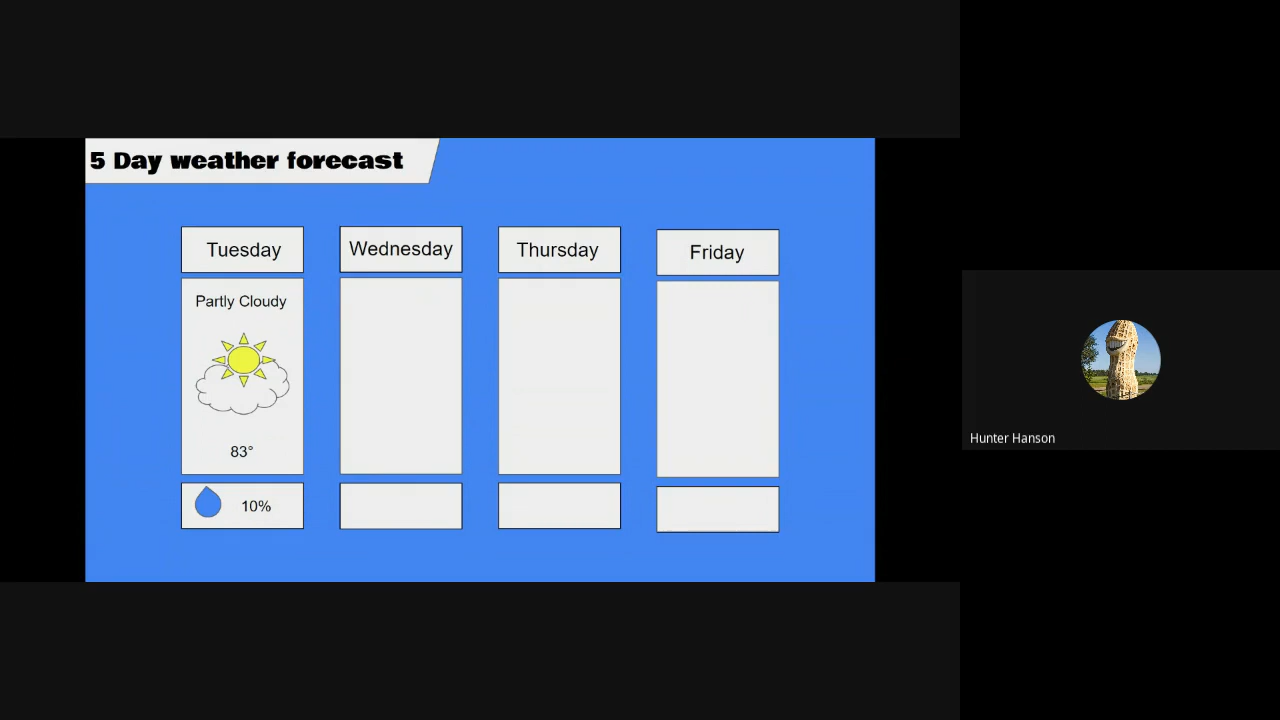 5 Day weather forecast
Tuesday
Wednesday
Thursday
Friday
Partly Cloudy
83°
10%
Hunter Hanson